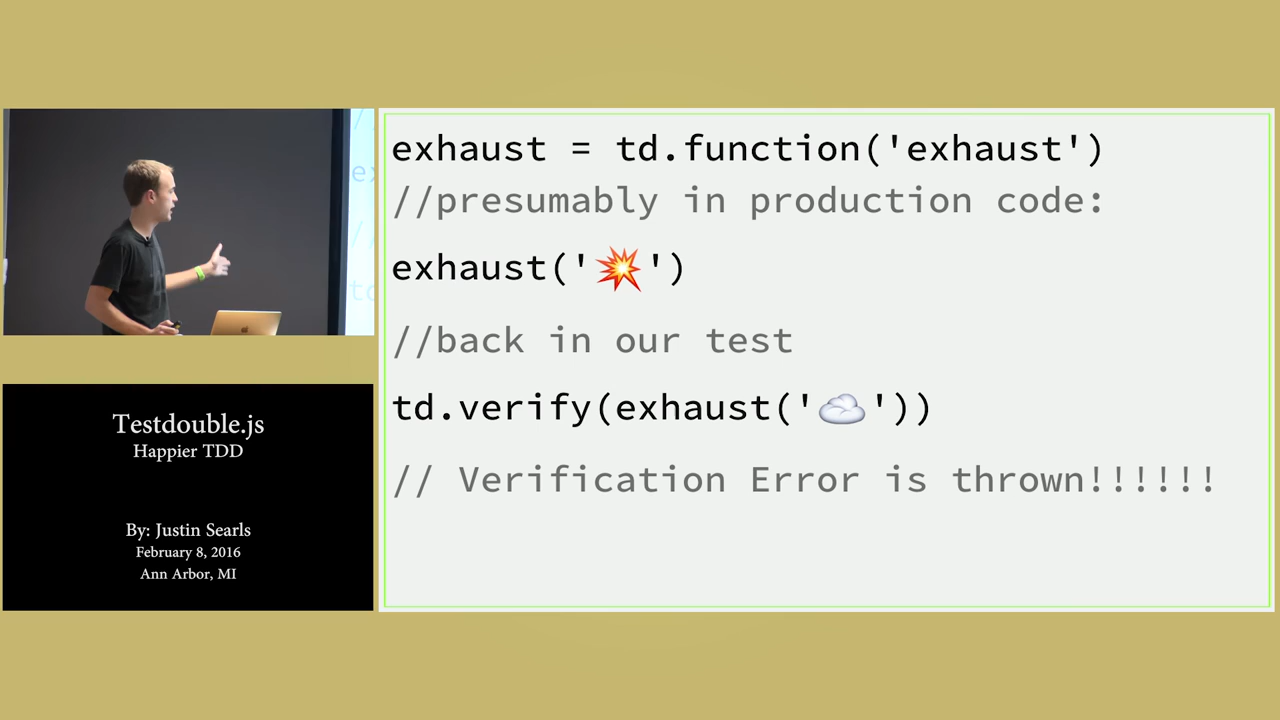 exhaust = td.function('exhaust')
//presumably in production code:
exhaust('💥')
//back in our test
td.verify(exhaust('☁️'))
// Verification Error is thrown!!!!!!
Testdouble.js
Happier TDD
By: Justin Searls
February 8, 2016
Ann Arbor, MI